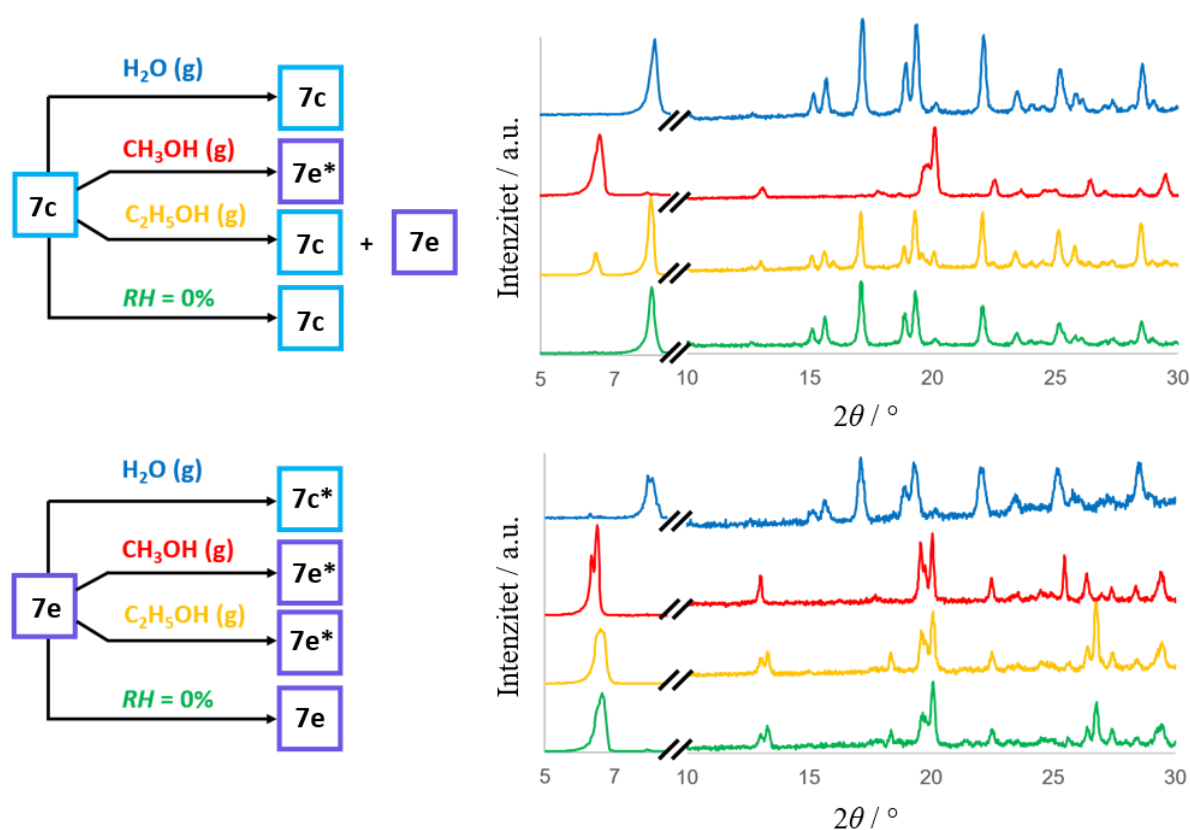 H₂O (g)
7c
CH₃OH (g)
7e*
7c
C₂H₅OH (g)
7c + 7e
RH = 0%
7c
Intenzitet / a.u.
5 7 10 15 20 25 30
2θ / °
H₂O (g)
7c*
CH₃OH (g)
7e*
7e
C₂H₅OH (g)
7e*
RH = 0%
7e
Intenzitet / a.u.
5 7 10 15 20 25 30
2θ / °